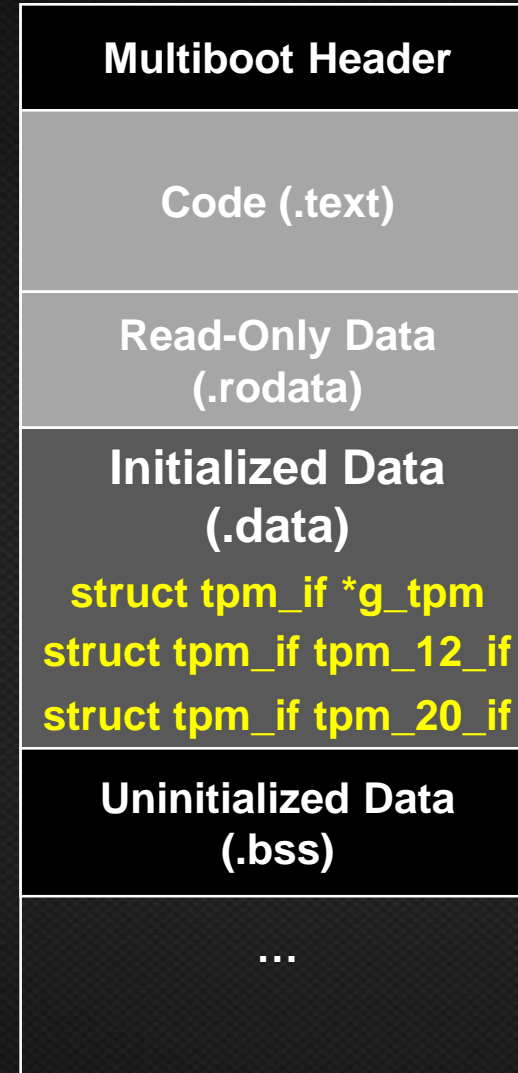 Multiboot Header
Code (.text)
Read-Only Data
(.rodata)
Initialized Data
(.data)
struct tpm_if *g_tpm
struct tpm_if tpm_12_if
struct tpm_if tpm_20_if
Uninitialized Data
(.bss)
…